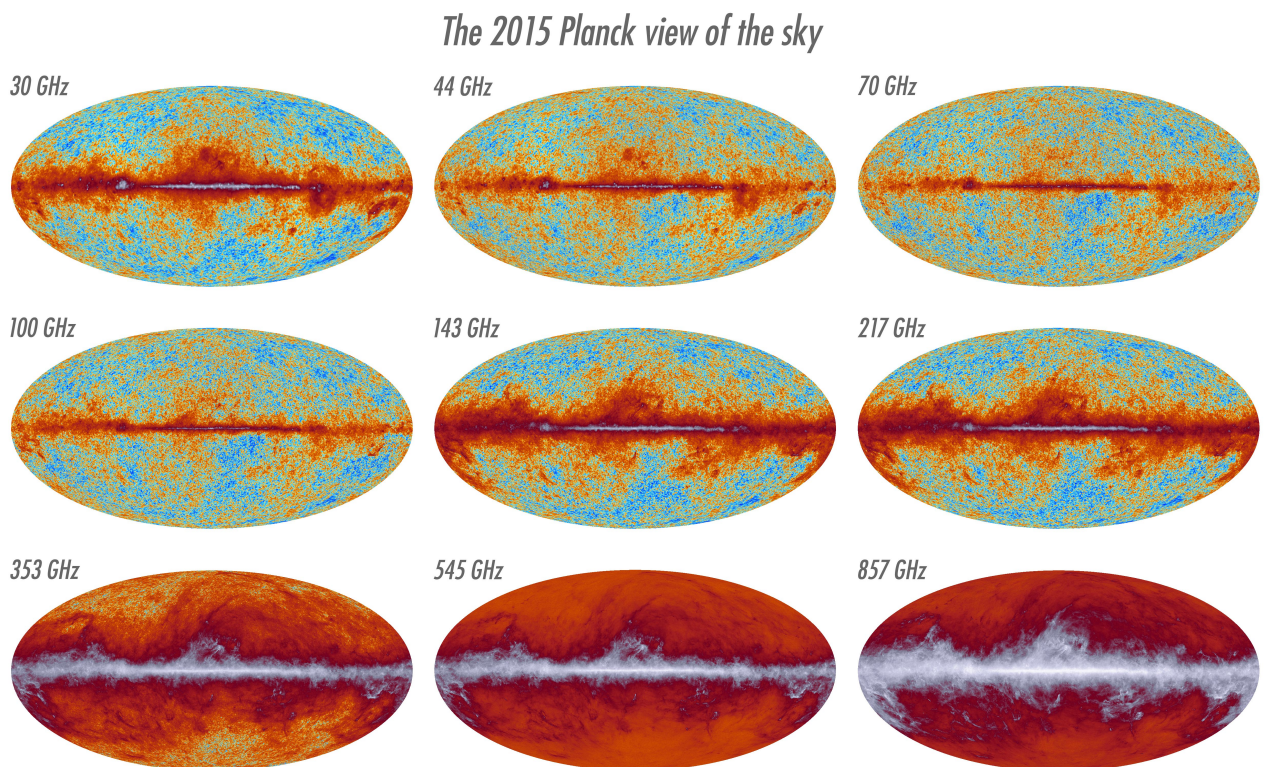 The 2015 Planck view of the sky
30 GHz
44 GHz
70 GHz
100 GHz
143 GHz
217 GHz
353 GHz
545 GHz
857 GHz